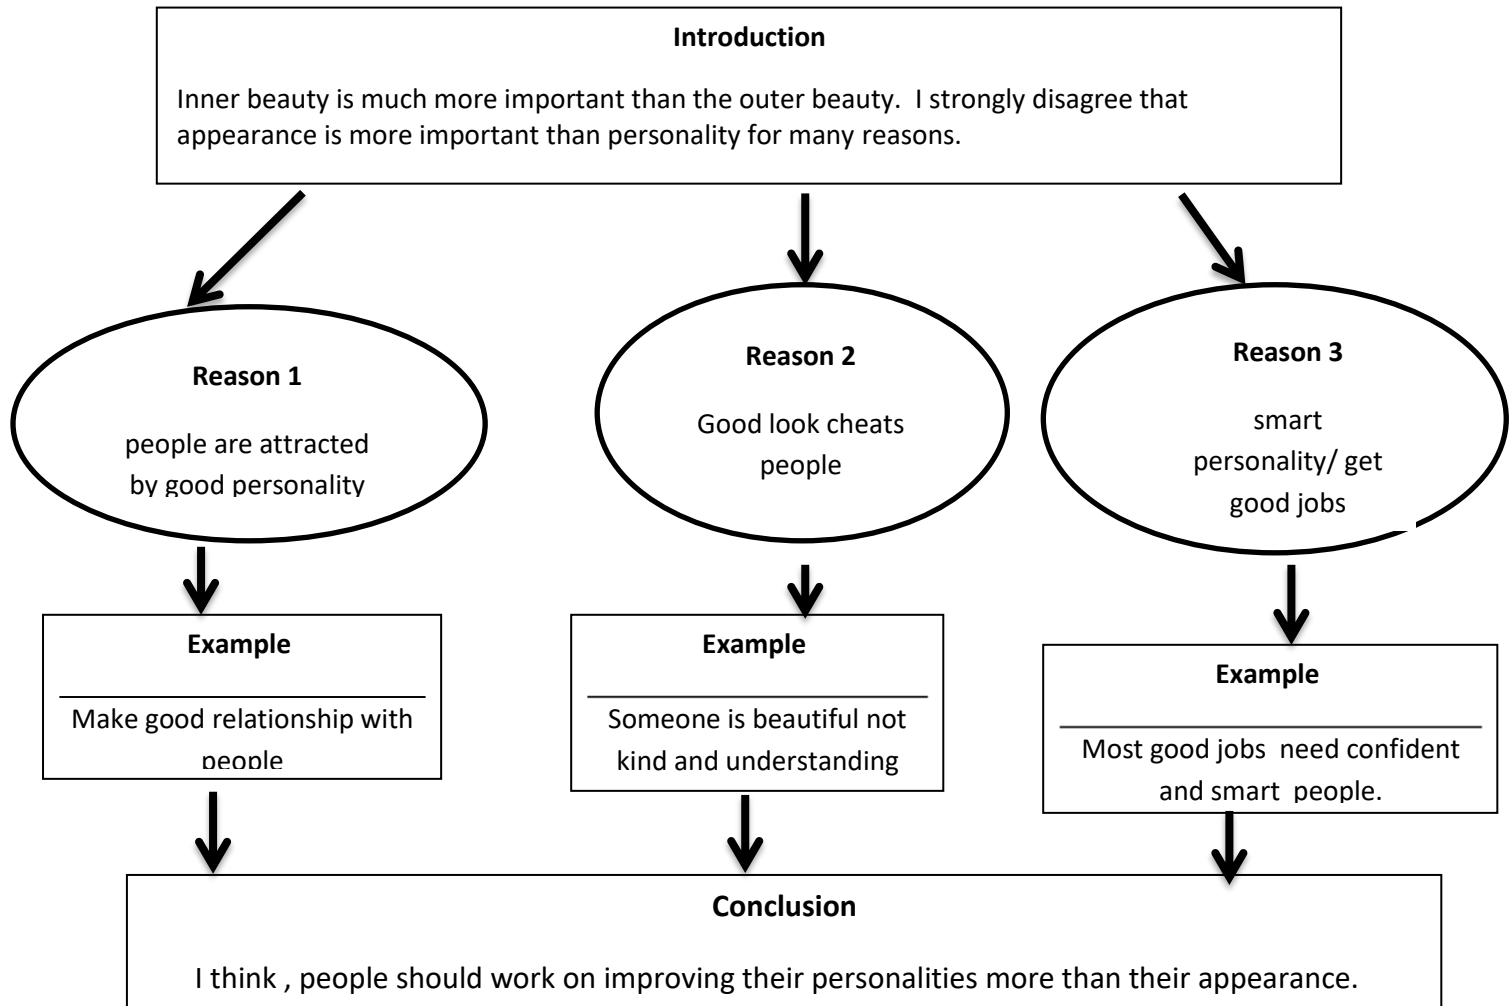 Introduction
Inner beauty is much more important than the outer beauty.  I strongly disagree that
appearance is more important than personality for many reasons.
Reason 1
people are attracted
by good personality
Reason 2
Good look cheats
people
Reason 3
smart
personality/ get
good jobs
Example
Make good relationship with
people
Example
Someone is beautiful not
kind and understanding
Example
Most good jobs  need confident
and smart  people.
Conclusion
I think , people should work on improving their personalities more than their appearance.